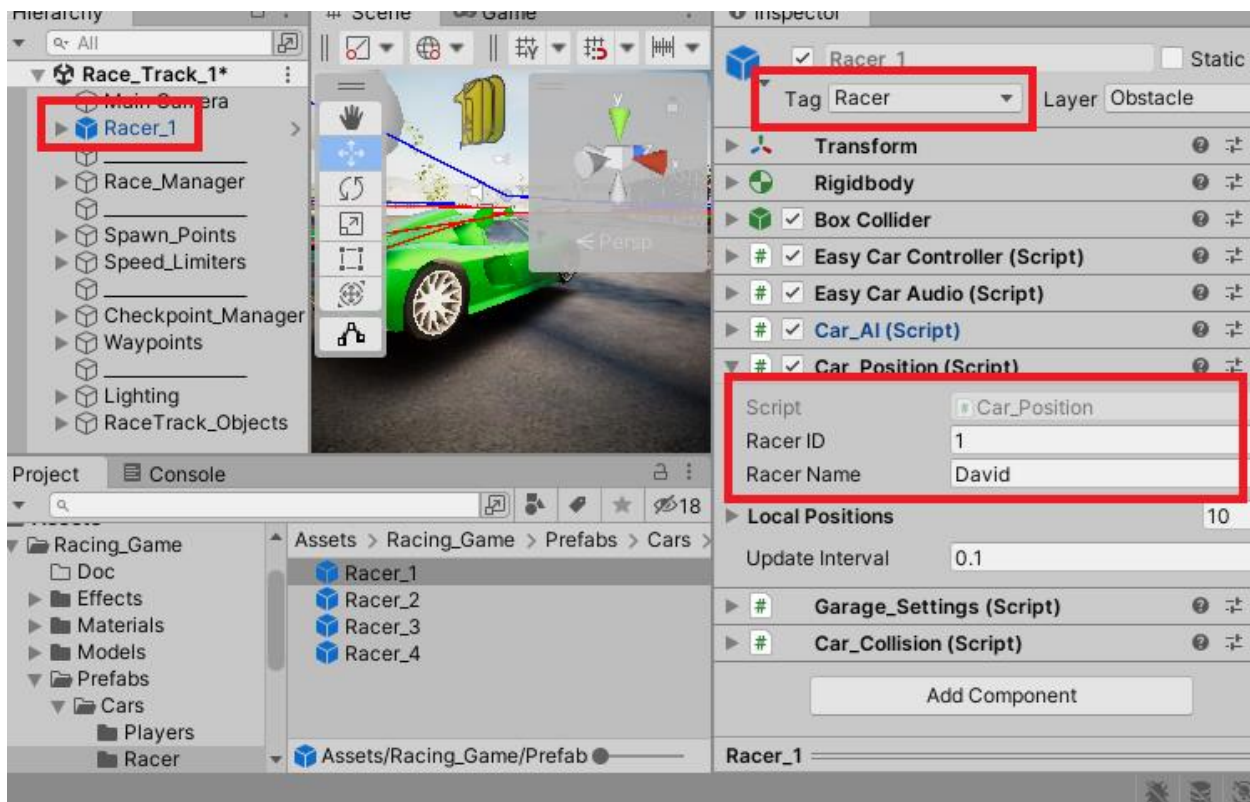 Hierarchy
Scene
Game
Inspector
All
Racer_1
Static
Race_Track_1*
Tag Racer
Layer Obstacle
Main Camera
Racer_1
Race_Manager
Spawn_Points
Speed_Limiters
Checkpoint_Manager
Waypoints
Lighting
RaceTrack_Objects
y
x
Persp
Transform
Rigidbody
Box Collider
# Easy Car Controller (Script)
# Easy Car Audio (Script)
# Car_AI (Script)
# Car_Position (Script)
Script Car_Position
Racer ID 1
Racer Name David
Local Positions 10
Update Interval 0.1
# Garage_Settings (Script)
# Car_Collision (Script)
Add Component
Racer_1
Project
Console
18
Assets
Racing_Game
Doc
Effects
Materials
Models
Prefabs
Cars
Players
Racer
Assets > Racing_Game > Prefabs > Cars >
Racer_1
Racer_2
Racer_3
Racer_4
Assets/Racing_Game/Prefab